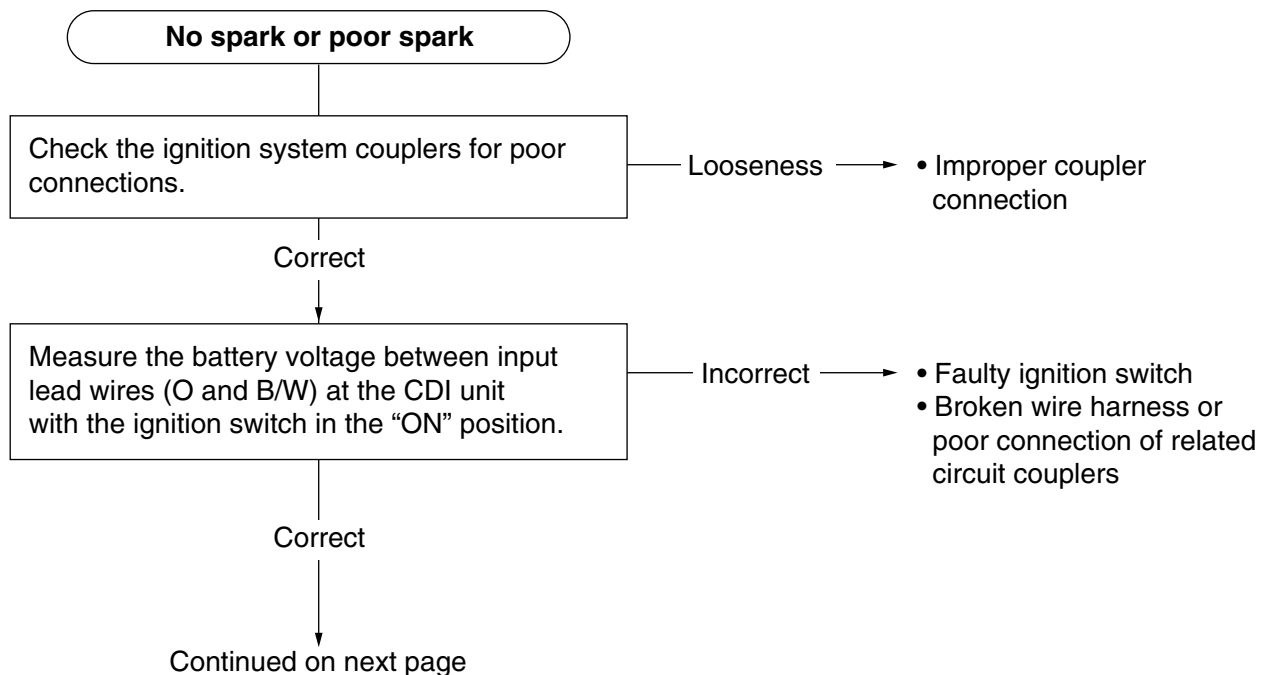 No spark or poor spark
Check the ignition system couplers for poor
connections.
Looseness
• Improper coupler
connection
Correct
Measure the battery voltage between input
lead wires (O and B/W) at the CDI unit
with the ignition switch in the “ON” position.
Incorrect
• Faulty ignition switch
• Broken wire harness or
poor connection of related
circuit couplers
Correct
Continued on next page